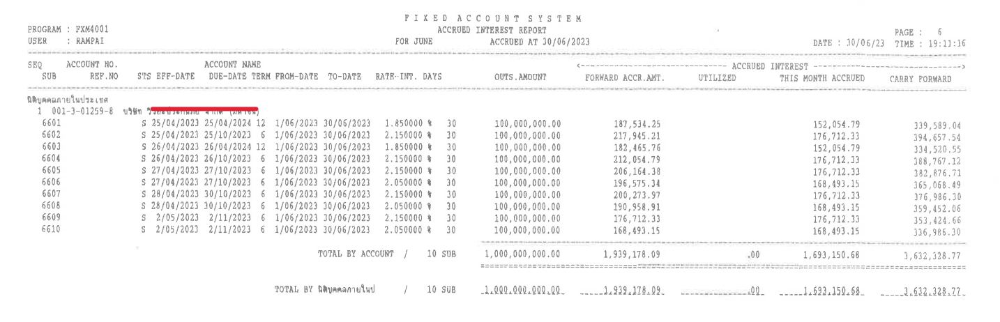 F I X E D  A C C O U N T  S Y S T E M
PROGRAM : FXM4001 ACCRUED INTEREST REPORT PAGE : 6
USER : RAMPAI FOR JUNE ACCRUED AT 30/06/2023 DATE : 30/06/23 TIME : 19:13:16
SEQ ACCOUNT NO. ACCOUNT NAME <---------- ACCRUED INTEREST ---------->
SUB REF.NO STS EFF-DATE DUE-DATE TERM FROM-DATE TO-DATE RATE-INT. DAYS OUTS.AMOUNT FORWARD ACCR.AMT. UTILIZED THIS MONTH ACCRUED CARRY FORWARD
นิติบุคคลภายในประเทศ
1 001-3-01259-8 บริษัท
6601 S 25/04/2023 25/04/2024 12 1/06/2023 30/06/2023 1.850000 % 30 100,000,000.00 187,534.25 152,054.79 339,589.04
6602 S 25/04/2023 25/10/2023 6 1/06/2023 30/06/2023 2.150000 % 30 100,000,000.00 217,945.21 176,712.33 394,657.54
6603 S 26/04/2023 26/04/2024 12 1/06/2023 30/06/2023 1.850000 % 30 100,000,000.00 182,465.76 152,054.79 334,520.55
6604 S 26/04/2023 26/10/2023 6 1/06/2023 30/06/2023 2.150000 % 30 100,000,000.00 212,054.79 176,712.33 388,767.12
6605 S 27/04/2023 27/10/2023 6 1/06/2023 30/06/2023 2.150000 % 30 100,000,000.00 206,164.38 176,712.33 382,876.71
6606 S 27/04/2023 27/10/2023 6 1/06/2023 30/06/2023 2.050000 % 30 100,000,000.00 196,575.34 168,493.15 365,068.49
6607 S 28/04/2023 30/10/2023 6 1/06/2023 30/06/2023 2.150000 % 30 100,000,000.00 200,273.97 176,712.33 376,986.30
6608 S 28/04/2023 30/10/2023 6 1/06/2023 30/06/2023 2.050000 % 30 100,000,000.00 190,958.91 168,493.15 359,452.06
6609 S 2/05/2023 2/11/2023 6 1/06/2023 30/06/2023 2.150000 % 30 100,000,000.00 176,712.33 176,712.33 353,424.66
6610 S 2/05/2023 2/11/2023 6 1/06/2023 30/06/2023 2.050000 % 30 100,000,000.00 168,493.15 168,493.15 336,986.30
TOTAL BY ACCOUNT / 10 SUB 1,000,000,000.00 1,939,178.09 .00 1,693,150.68 3,632,328.77
TOTAL BY นิติบุคคลภายในป / 10 SUB 1,000,000,000.00 1,939,178.09 .00 1,693,150.68 3,632,328.77